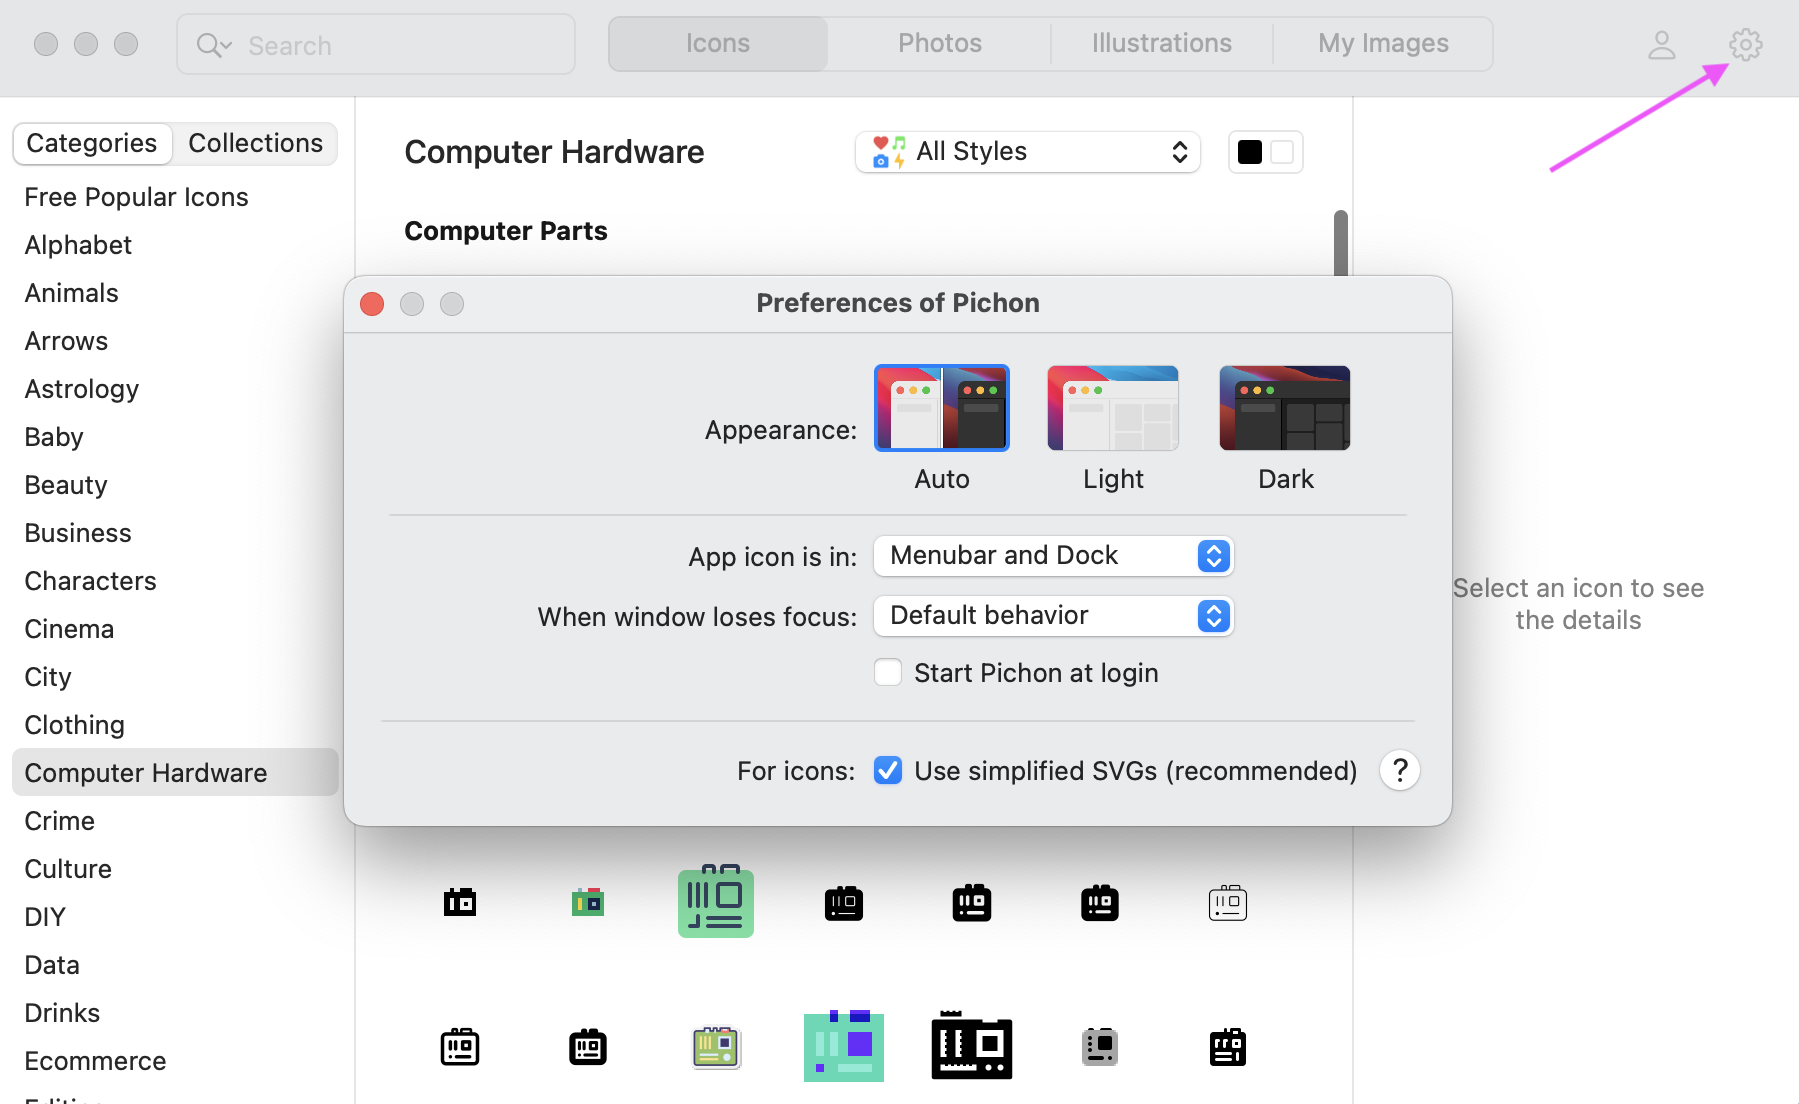 Search
Icons
Photos
Illustrations
My Images
Categories
Collections
Free Popular Icons
Alphabet
Animals
Arrows
Astrology
Baby
Beauty
Business
Characters
Cinema
City
Clothing
Computer Hardware
Crime
Culture
DIY
Data
Drinks
Ecommerce
Computer Hardware
All Styles
Computer Parts
Preferences of Pichon
Appearance:
Auto
Light
Dark
App icon is in:
Menubar and Dock
When window loses focus:
Default behavior
Start Pichon at login
For icons:
Use simplified SVGs (recommended)
?
Select an icon to see
the details